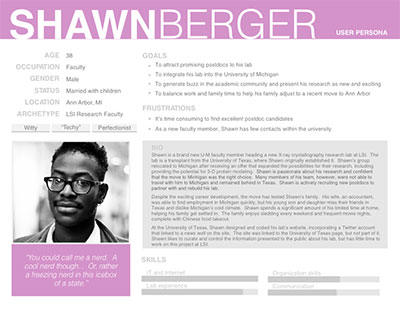 SHAWNBERGER
USER PERSONA
AGE 38
OCCUPATION Faculty
GENDER Male
STATUS Married with children
LOCATION Ann Arbor, MI
ARCHETYPE LSI Research Faculty
Witty "Techy" Perfectionist
GOALS
- To attract promising postdocs to his lab
- To integrate his lab into the University of Michigan
- To generate buzz in the academic community and present his research as new and exciting
- To balance work and family time to help his family adjust to a recent move to Ann Arbor
FRUSTRATIONS
- It's time consuming to find excellent postdoc candidates
- As a new faculty member, Shawn has few contacts within the university
BIO
Shawn is a brand new U-M faculty member heading a new X-ray crystallography research lab at LSI. The
lab is a transplant from the University of Texas, where Shawn originally established it. Shawn's group
relocated to Michigan after receiving an offer that expanded the possibilities for their research, including
providing the potential for 3-D protein modeling. Shawn is passionate about his research and confident
that the move to Michigan was the right choice. Many members of his team, however, were not able to
travel with him to Michigan and remained behind in Texas. Shawn is actively recruiting new postdocs to
partner with and rebuild his lab.
Despite the exciting career development, the move has tested Shawn's family. His wife, an accountant,
was able to find employment in Michigan quickly, but his young son and daughter miss their friends in
Texas and dislike Michigan's cold climate. Shawn spends a significant amount of his limited time at home,
helping his family get settled in. The family enjoys sledding every weekend and frequent movie nights,
complete with Chinese food takeout.
At the University of Texas, Shawn designed and coded his lab's website, incorporating a Twitter account
that linked to a news well on the site. The site was linked to the University of Texas page, but not part of it.
Shawn likes to curate and control the information presented to the public about his lab, but has little time to
work on this project at LSI.
"You could call me a nerd. A
cool nerd though... Or, rather
a freezing nerd in this icebox
of a state."
SKILLS
IT and Internet
Organization skills
Lab experience
Communication